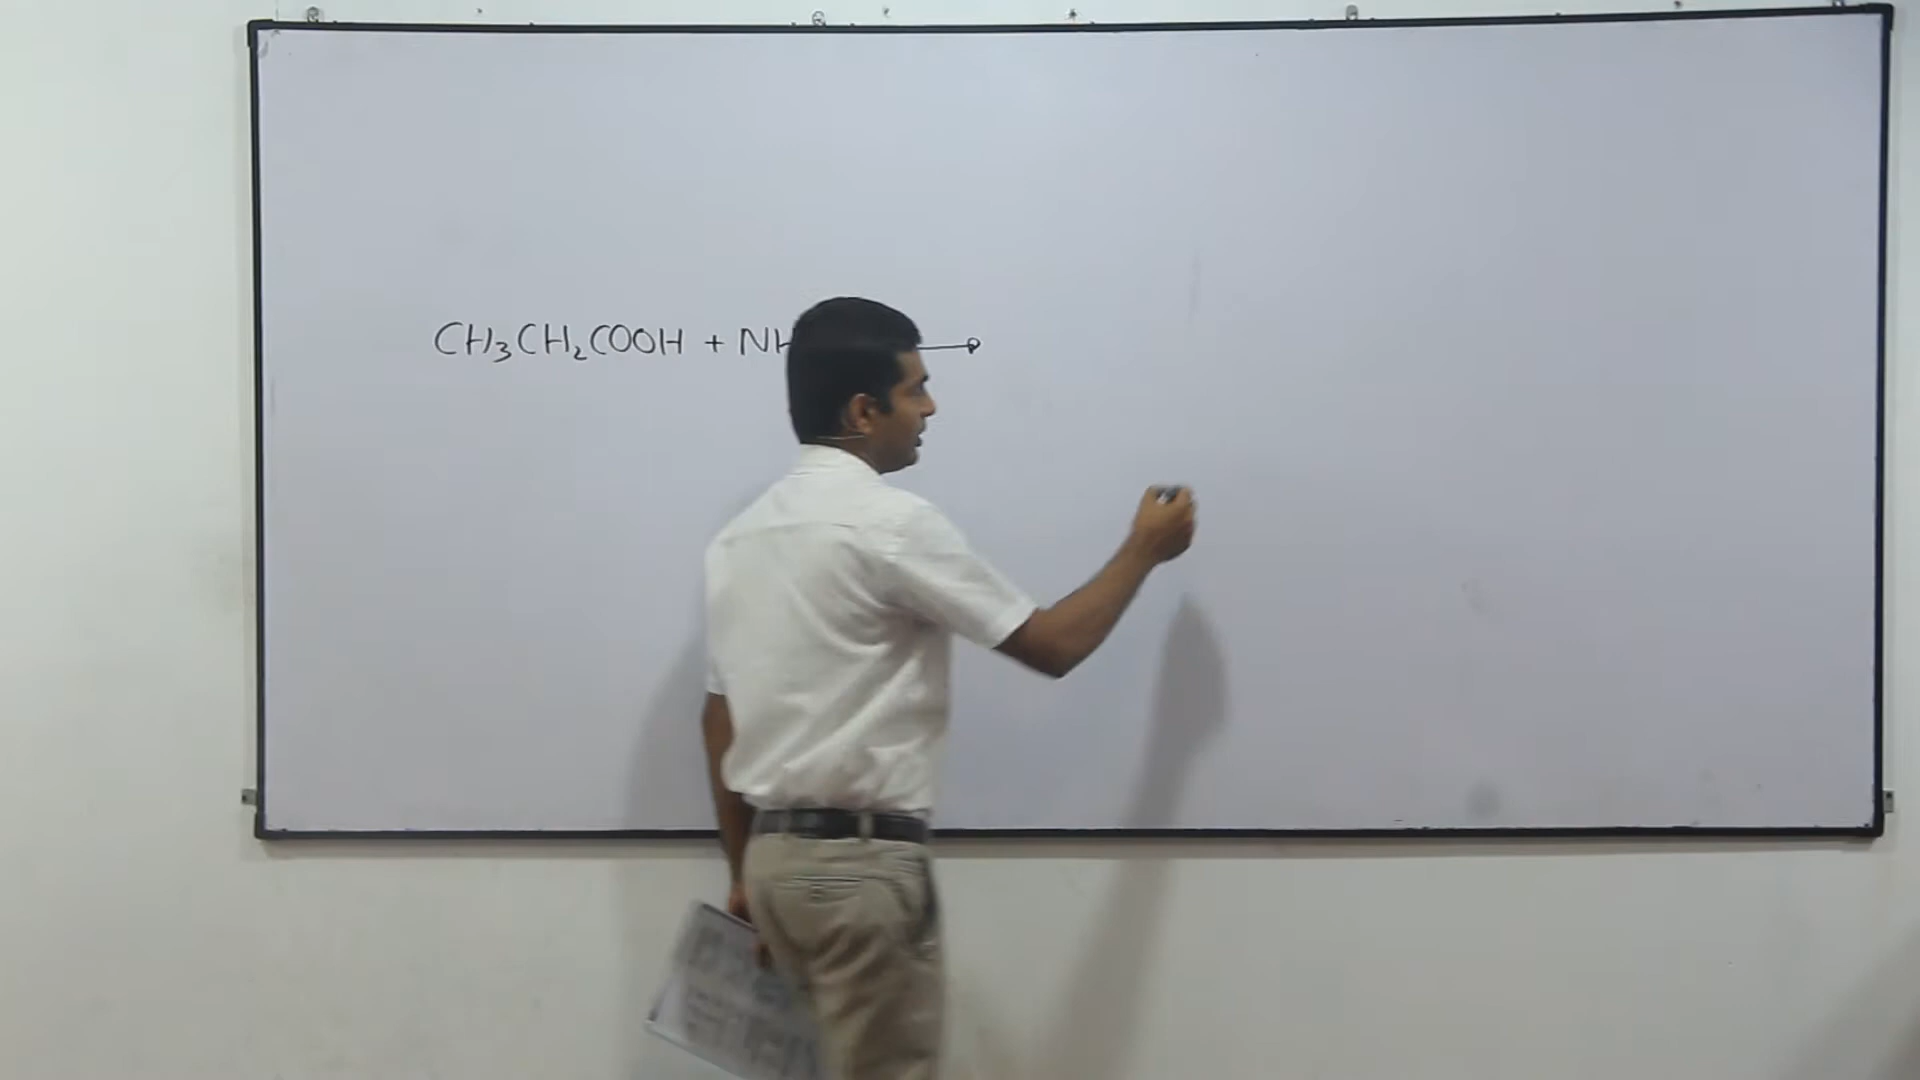 CH₃CH₂COOH + NH →